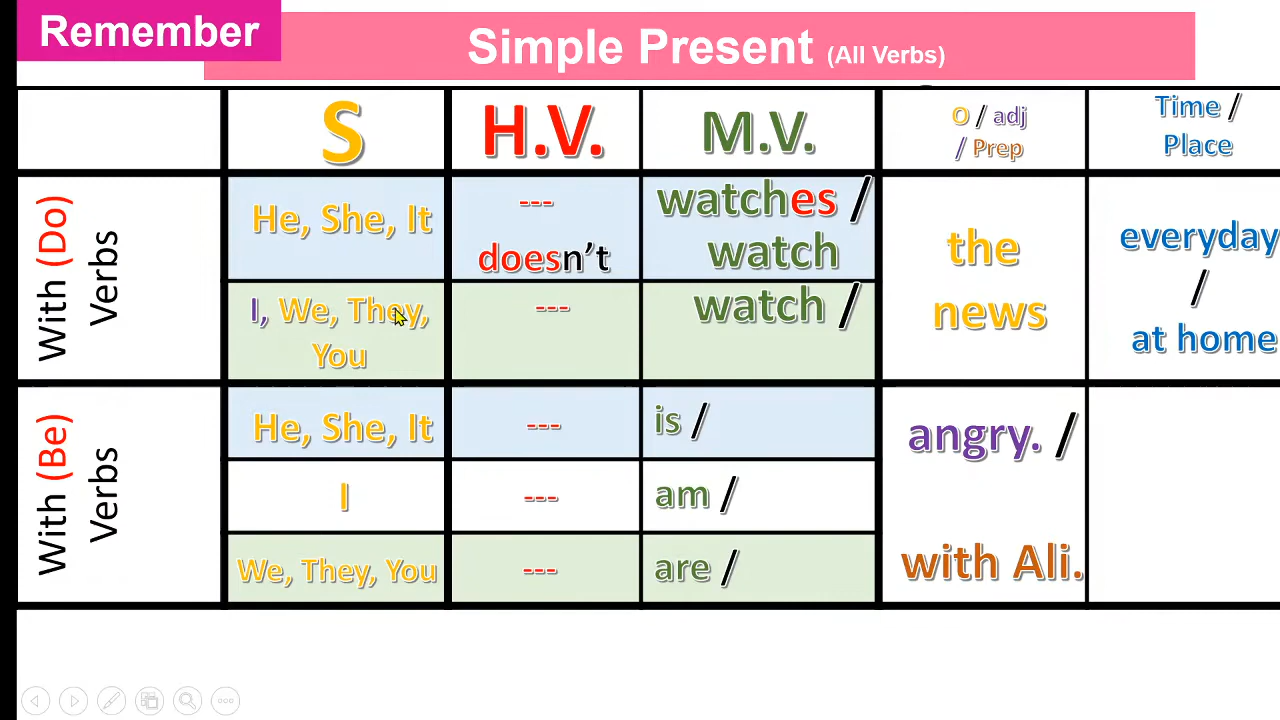 Remember
Simple Present (All Verbs)
S
H.V.
M.V.
O / adj
/ Prep
Time /
Place
With (Do)
Verbs
He, She, It
---
doesn’t
watches /
watch
the
news
everyday
/
at home
I, We, They,
You
---
watch /
With (Be)
Verbs
He, She, It
---
is /
angry. /
I
---
am /
We, They, You
---
are /
with Ali.